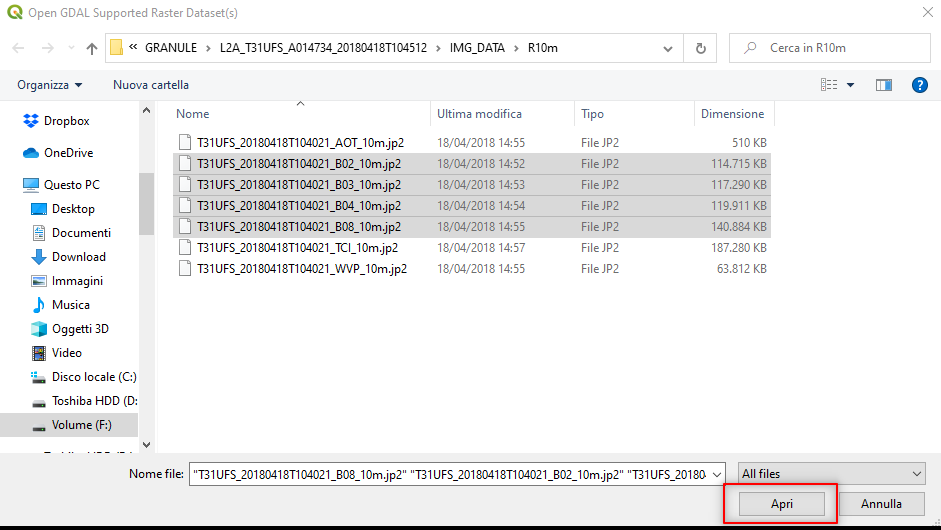 Open GDAL Supported Raster Dataset(s)
« GRANULE › L2A_T31UFS_A014734_20180418T104512 › IMG_DATA › R10m
Cerca in R10m
Organizza
Nuova cartella
Dropbox
OneDrive
Questo PC
Desktop
Documenti
Download
Immagini
Musica
Oggetti 3D
Video
Disco locale (C:)
Toshiba HDD (D:
Volume (F:)
Nome Ultima modifica Tipo Dimensione
T31UFS_20180418T104021_AOT_10m.jp2 18/04/2018 14:55 File JP2 510 KB
T31UFS_20180418T104021_B02_10m.jp2 18/04/2018 14:52 File JP2 114.715 KB
T31UFS_20180418T104021_B03_10m.jp2 18/04/2018 14:53 File JP2 117.290 KB
T31UFS_20180418T104021_B04_10m.jp2 18/04/2018 14:54 File JP2 119.911 KB
T31UFS_20180418T104021_B08_10m.jp2 18/04/2018 14:55 File JP2 140.884 KB
T31UFS_20180418T104021_TCI_10m.jp2 18/04/2018 14:57 File JP2 187.280 KB
T31UFS_20180418T104021_WVP_10m.jp2 18/04/2018 14:55 File JP2 63.812 KB
Nome file: "T31UFS_20180418T104021_B08_10m.jp2" "T31UFS_20180418T104021_B02_10m.jp2" "T31UFS_20180 All files
Apri Annulla